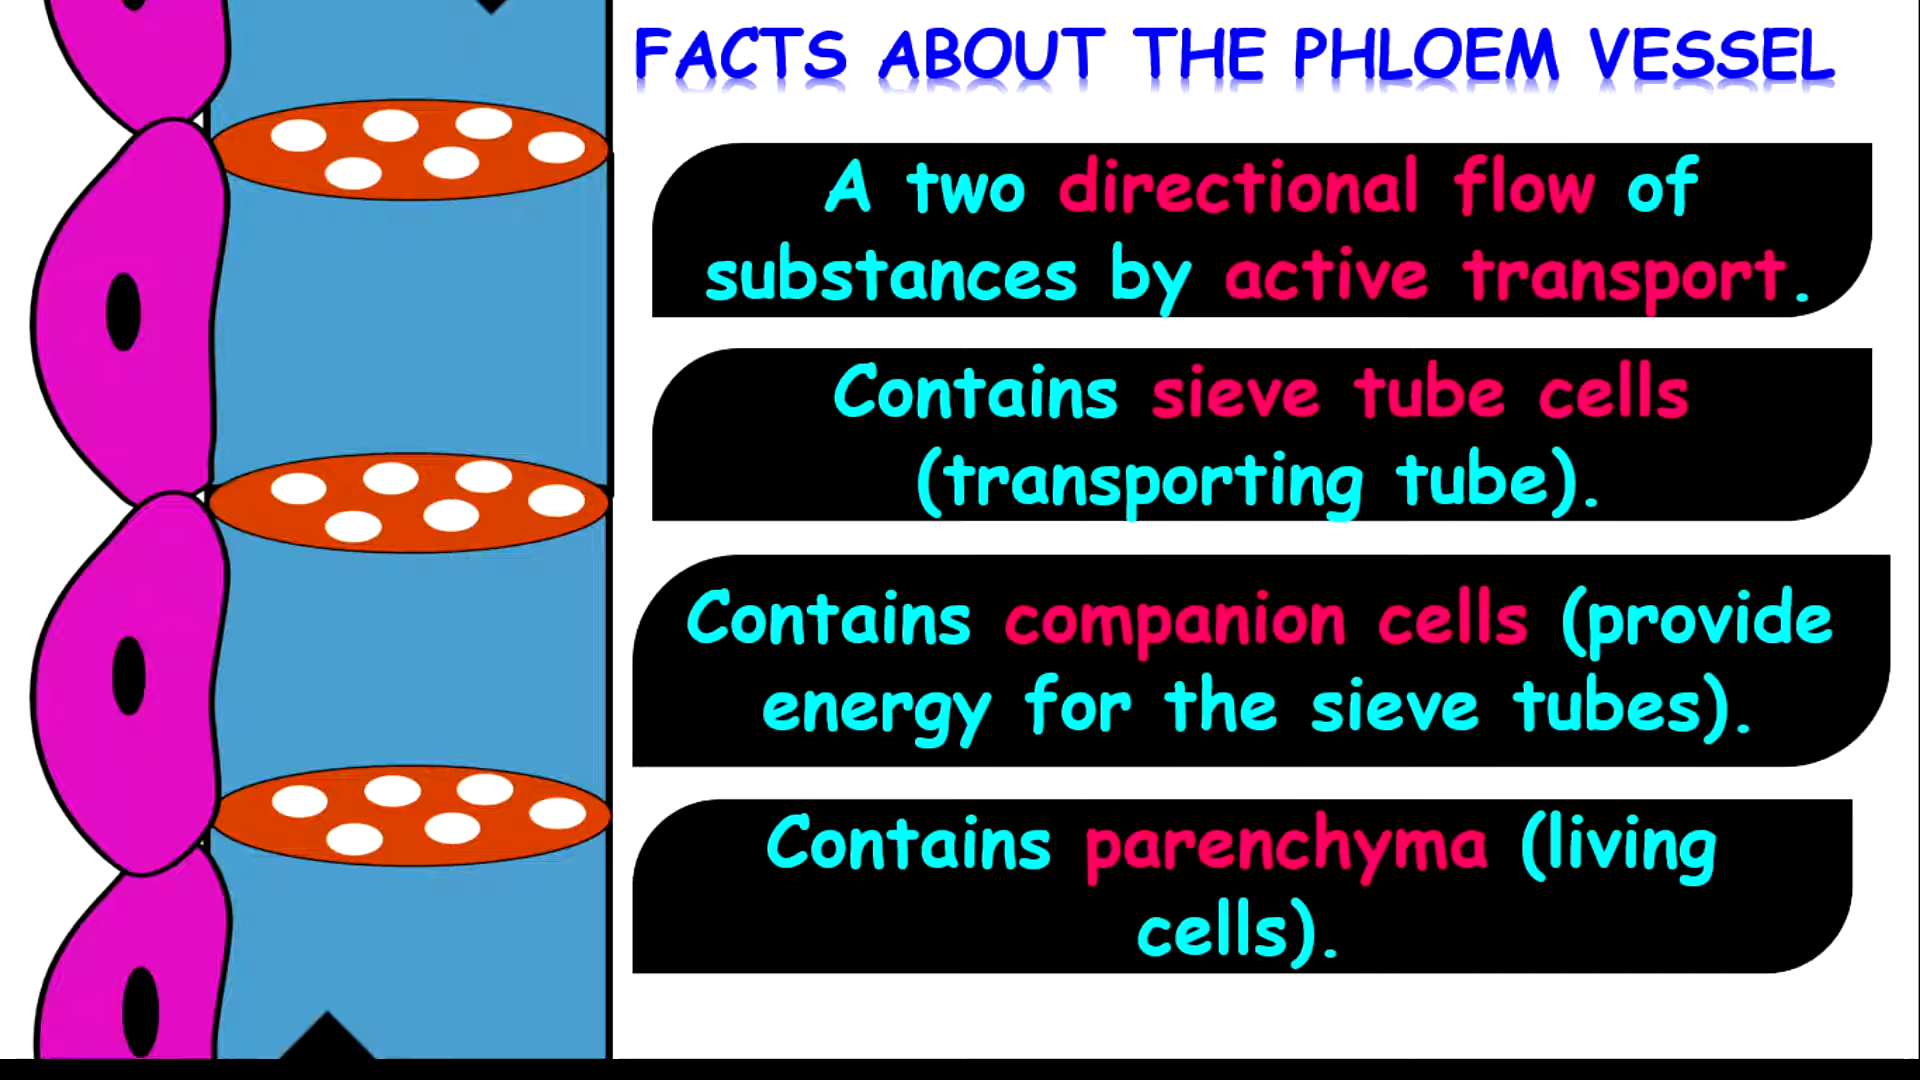 FACTS ABOUT THE PHLOEM VESSEL
A two directional flow of
substances by active transport.
Contains sieve tube cells
(transporting tube).
Contains companion cells (provide
energy for the sieve tubes).
Contains parenchyma (living
cells).